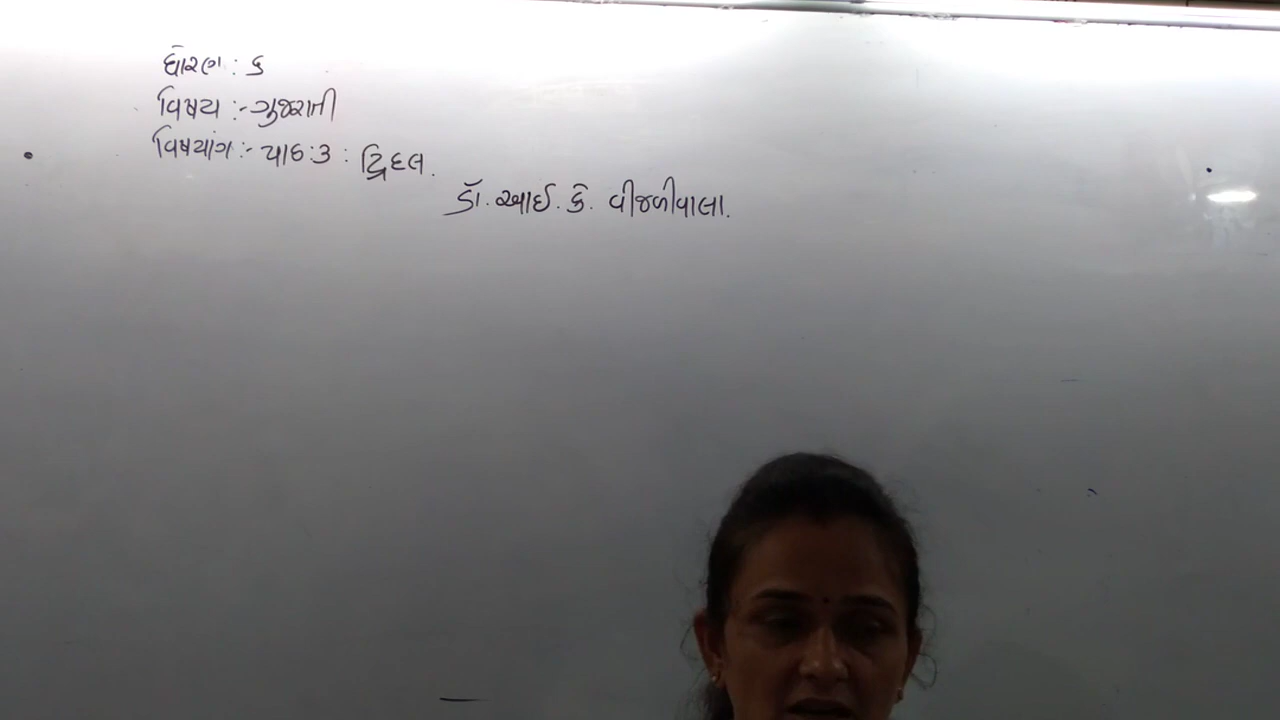 ધોરણ : ૬
વિષય :- ગુજરાતી
વિષયાંગ :- પાઠ : ૩ : દ્વિદલ.
ડૉ. આઈ. કે. વીજળીવાલા.